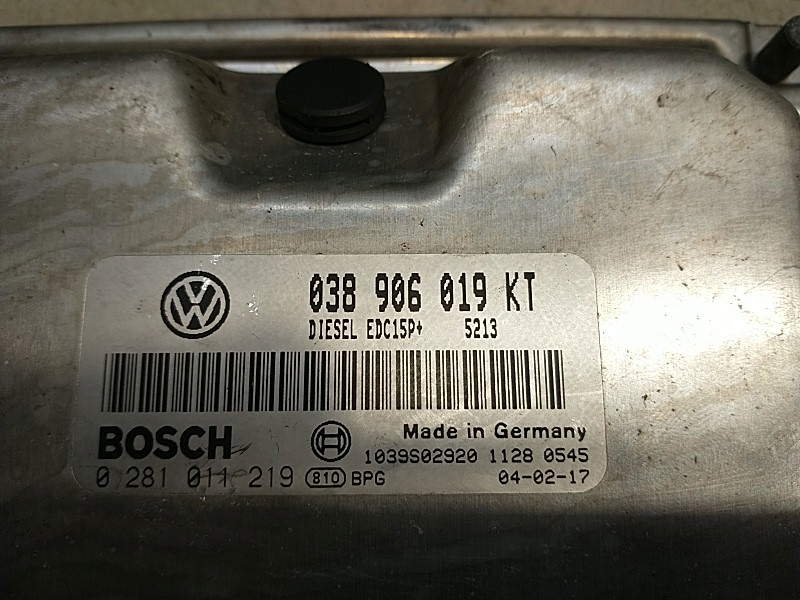 038 906 019 KT
DIESEL EDC15P+ 5213
BOSCH
Made in Germany
1039S02920 1128 0545
0 281 011 219 810 BPG 04-02-17